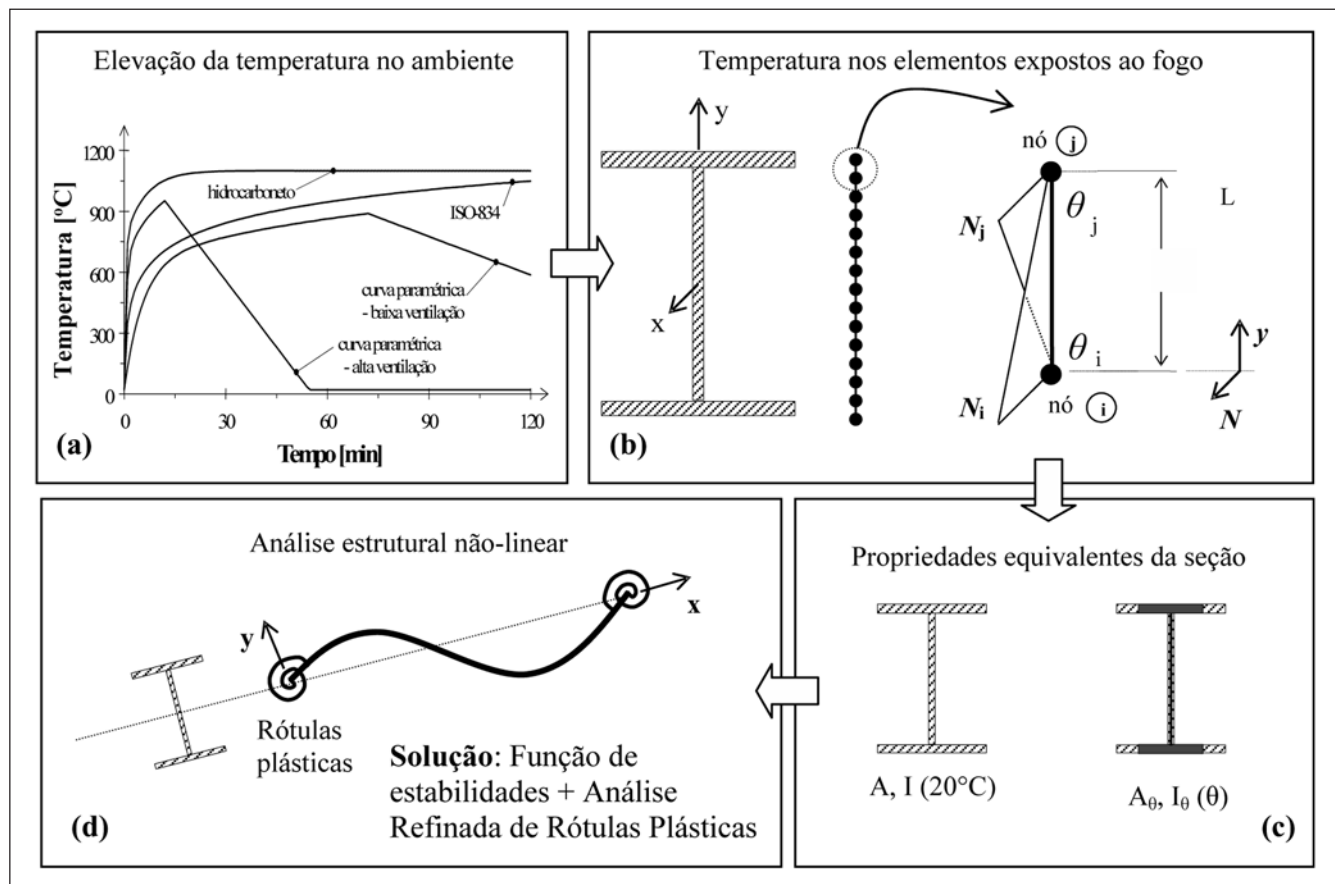 Elevação da temperatura no ambiente
Temperatura [ºC]
1200
900
600
300
0
hidrocarboneto
ISO-834
curva paramétrica
- baixa ventilação
curva paramétrica
- alta ventilação
0
30
60
90
120
Tempo [min]
(a)
Temperatura nos elementos expostos ao fogo
y
x
nó j
θ j
L
N j
θ i
N i
nó i
y
N
(b)
Propriedades equivalentes da seção
A, I (20°C)
Aθ, Iθ (θ)
(c)
Análise estrutural não-linear
x
y
Rótulas
plásticas
Solução: Função de
estabilidades + Análise
Refinada de Rótulas Plásticas
(d)